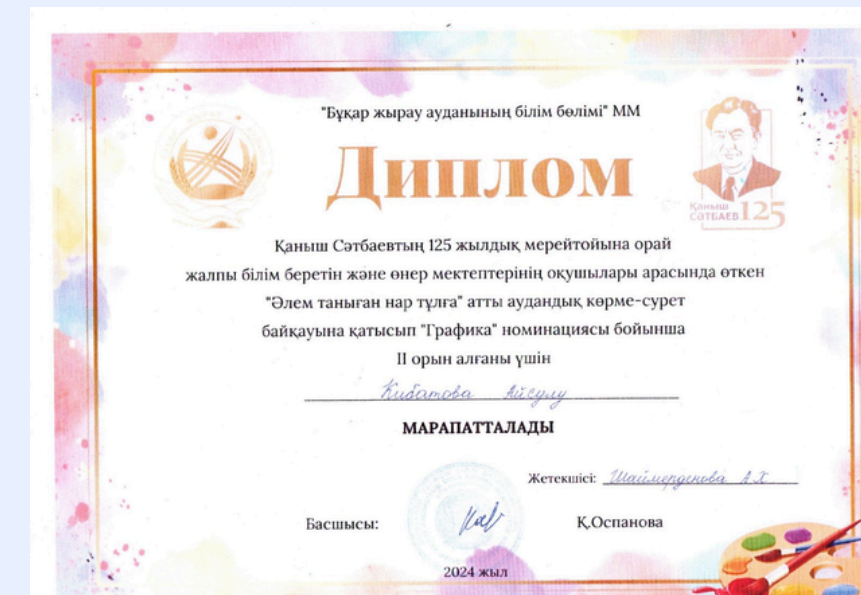 "Бұқар жырау ауданының білім бөлімі" ММ
Диплом
Қаныш
СӘТБАЕВ 125
Қаныш Сәтбаевтың 125 жылдық мерейтойына орай
жалпы білім беретін және өнер мектептерінің оқушылары арасында өткен
"Әлем таныған нар тұлға" атты аудандық көрме-сурет
байқауына қатысып "Графика" номинациясы бойынша
II орын алғаны үшін
Кибатова Айсулу
МАРАПАТТАЛАДЫ
Жетекшісі: Шаймерденова А.Х
Басшысы: Қ.Оспанова
2024 жыл